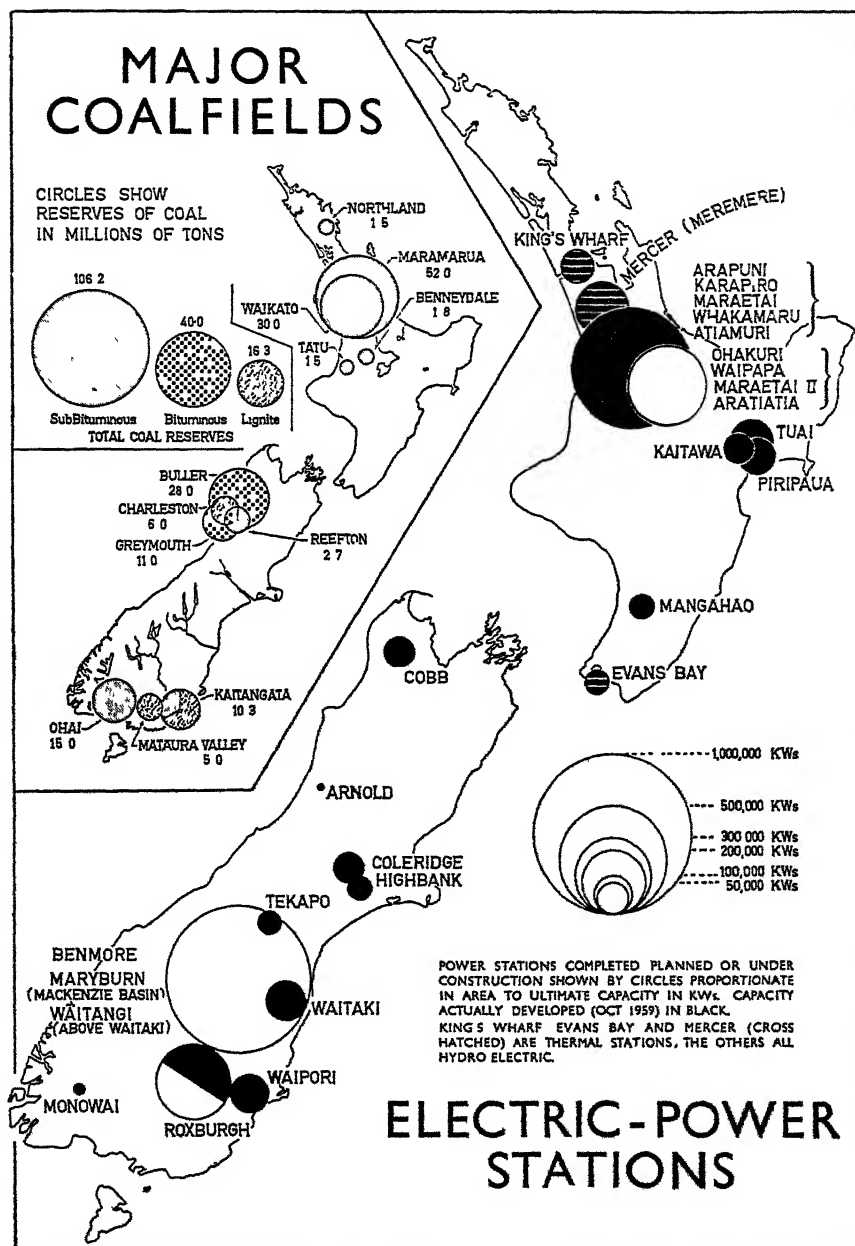 MAJOR
COALFIELDS
CIRCLES SHOW
RESERVES OF COAL
IN MILLIONS OF TONS
106.2
40·0
16 3
SubBituminous
Bituminous
Lignite
TOTAL COAL RESERVES
NORTHLAND
1 5
MARAMARUA
52 0
WAIKATO
30 0
BENNEYDALE
1 8
TATU
1 5
BULLER
28 0
CHARLESTON
6 0
GREYMOUTH
11 0
REEFTON
2 7
KAITANGATA
10 3
OHAI
15 0
MATAURA VALLEY
5 0
KING'S WHARF
MERCER (MEREMERE)
ARAPUNI
KARAPIRO
MARAETAI
WHAKAMARU
ATIAMURI
OHAKURI
WAIPAPA
MARAETAI II
ARATIATIA
TUAI
KAITAWA
PIRIPAUA
MANGAHAO
EVANS BAY
COBB
ARNOLD
COLERIDGE
HIGHBANK
TEKAPO
BENMORE
MARYBURN
(MACKENZIE BASIN)
WAITANGI
(ABOVE WAITAKI)
WAITAKI
WAIPORI
MONOWAI
ROXBURGH
1,000,000 KWs
500,000 KWs
300 000 KWs
200,000 KWs
100,000 KWs
50,000 KWs
POWER STATIONS COMPLETED PLANNED OR UNDER
CONSTRUCTION SHOWN BY CIRCLES PROPORTIONATE
IN AREA TO ULTIMATE CAPACITY IN KWs. CAPACITY
ACTUALLY DEVELOPED (OCT 1959) IN BLACK.
KING S WHARF EVANS BAY AND MERCER (CROSS
HATCHED) ARE THERMAL STATIONS, THE OTHERS ALL
HYDRO ELECTRIC.
ELECTRIC-POWER
STATIONS